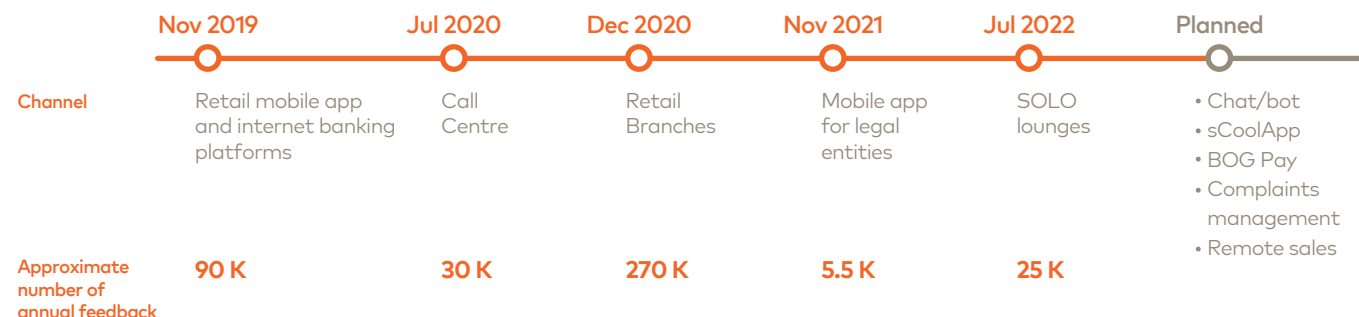 Nov 2019
Jul 2020
Dec 2020
Nov 2021
Jul 2022
Planned
Channel
Retail mobile app
and internet banking
platforms
Call
Centre
Retail
Branches
Mobile app
for legal
entities
SOLO
lounges
• Chat/bot
• sCoolApp
• BOG Pay
• Complaints
management
• Remote sales
Approximate
number of
annual feedback
90 K
30 K
270 K
5.5 K
25 K